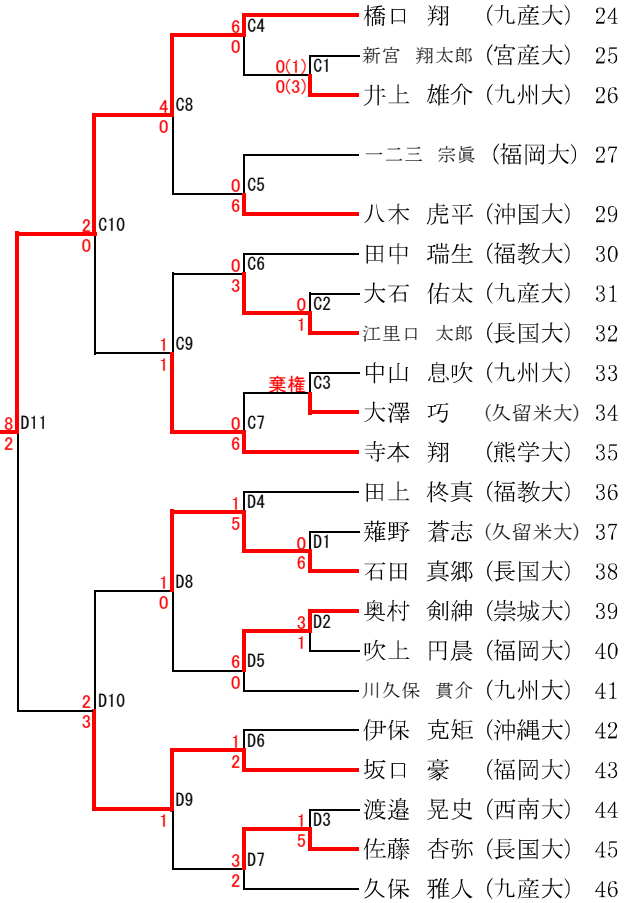 橋口 翔 (九産大) 24
6 C4
0
新宮 翔太郎 (宮産大) 25
0(1) C1
0(3)
井上 雄介 (九州大) 26
4 C8
0
一二三 宗眞 (福岡大) 27
0 C5
6
八木 虎平 (沖国大) 29
2 C10
0
田中 瑞生 (福教大) 30
0 C6
3
大石 佑太 (九産大) 31
0 C2
1
江里口 太郎 (長国大) 32
1 C9
1
中山 息吹 (九州大) 33
棄権 C3
大澤 巧 (久留米大) 34
0 C7
6
寺本 翔 (熊学大) 35
8 D11
2
田上 柊真 (福教大) 36
1 D4
5
薙野 蒼志 (久留米大) 37
0 D1
6
石田 真郷 (長国大) 38
1 D8
0
奥村 剣紳 (崇城大) 39
3 D2
1
吹上 円晨 (福岡大) 40
6 D5
0
川久保 貫介 (九州大) 41
2 D10
3
伊保 克矩 (沖縄大) 42
1 D6
2
坂口 豪 (福岡大) 43
D9
1
渡邉 晃史 (西南大) 44
1 D3
5
佐藤 杏弥 (長国大) 45
3 D7
2
久保 雅人 (九産大) 46